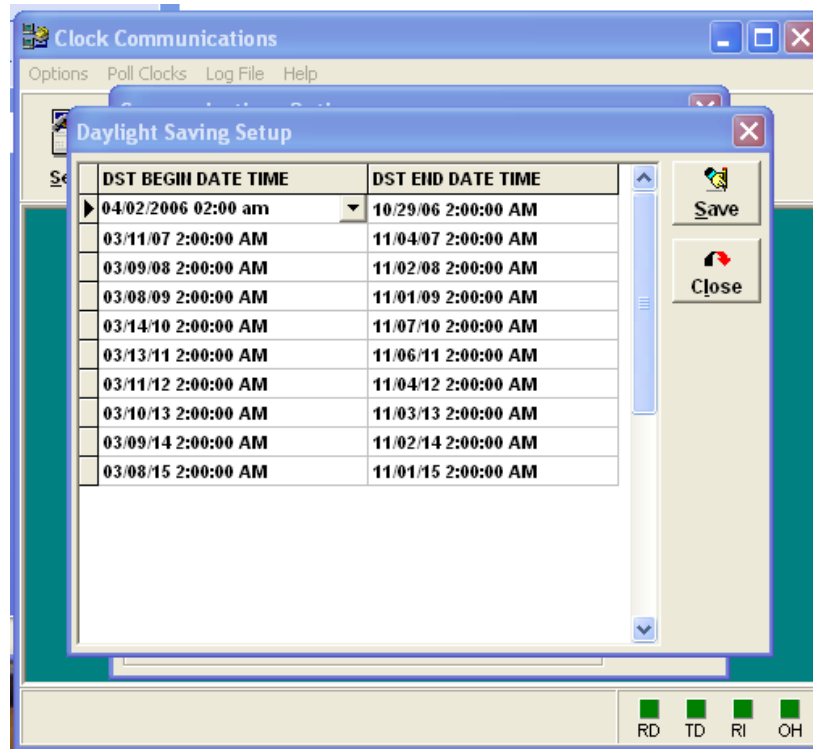 Clock Communications
Options Poll Clocks Log File Help
Daylight Saving Setup
DST BEGIN DATE TIME DST END DATE TIME
04/02/2006 02:00 am 10/29/06 2:00:00 AM
03/11/07 2:00:00 AM 11/04/07 2:00:00 AM
03/09/08 2:00:00 AM 11/02/08 2:00:00 AM
03/08/09 2:00:00 AM 11/01/09 2:00:00 AM
03/14/10 2:00:00 AM 11/07/10 2:00:00 AM
03/13/11 2:00:00 AM 11/06/11 2:00:00 AM
03/11/12 2:00:00 AM 11/04/12 2:00:00 AM
03/10/13 2:00:00 AM 11/03/13 2:00:00 AM
03/09/14 2:00:00 AM 11/02/14 2:00:00 AM
03/08/15 2:00:00 AM 11/01/15 2:00:00 AM
Save
Close
RD TD RI OH